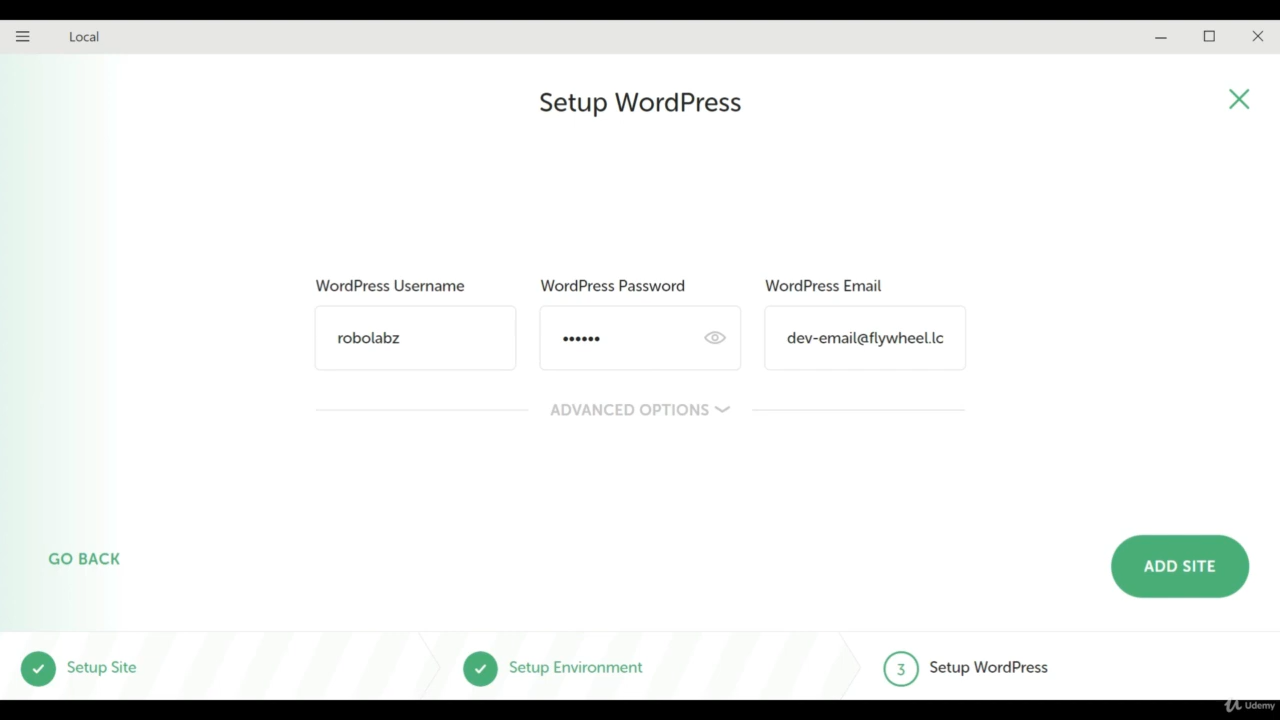 Local
Setup WordPress
WordPress Username
WordPress Password
WordPress Email
robolabz
••••••
dev-email@flywheel.lc
ADVANCED OPTIONS
GO BACK
ADD SITE
Setup Site
Setup Environment
3
Setup WordPress
Udemy